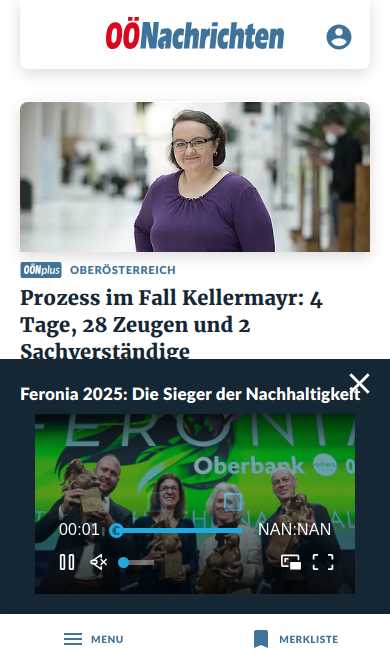 OÖNachrichten
OÖNplus OBERÖSTERREICH
Prozess im Fall Kellermayr: 4
Tage, 28 Zeugen und 2
Sachverständige
Feronia 2025: Die Sieger der Nachhaltigkeit
FERONIA
Oberbank
00:01
NAN:NAN
MENU
MERKLISTE